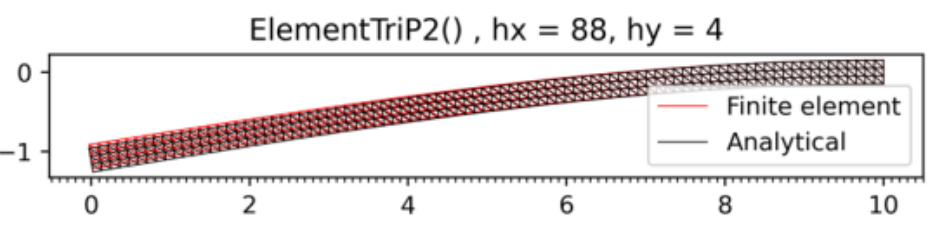 ElementTriP2() , hx = 88, hy = 4
0
−1
Finite element
Analytical
0 2 4 6 8 10